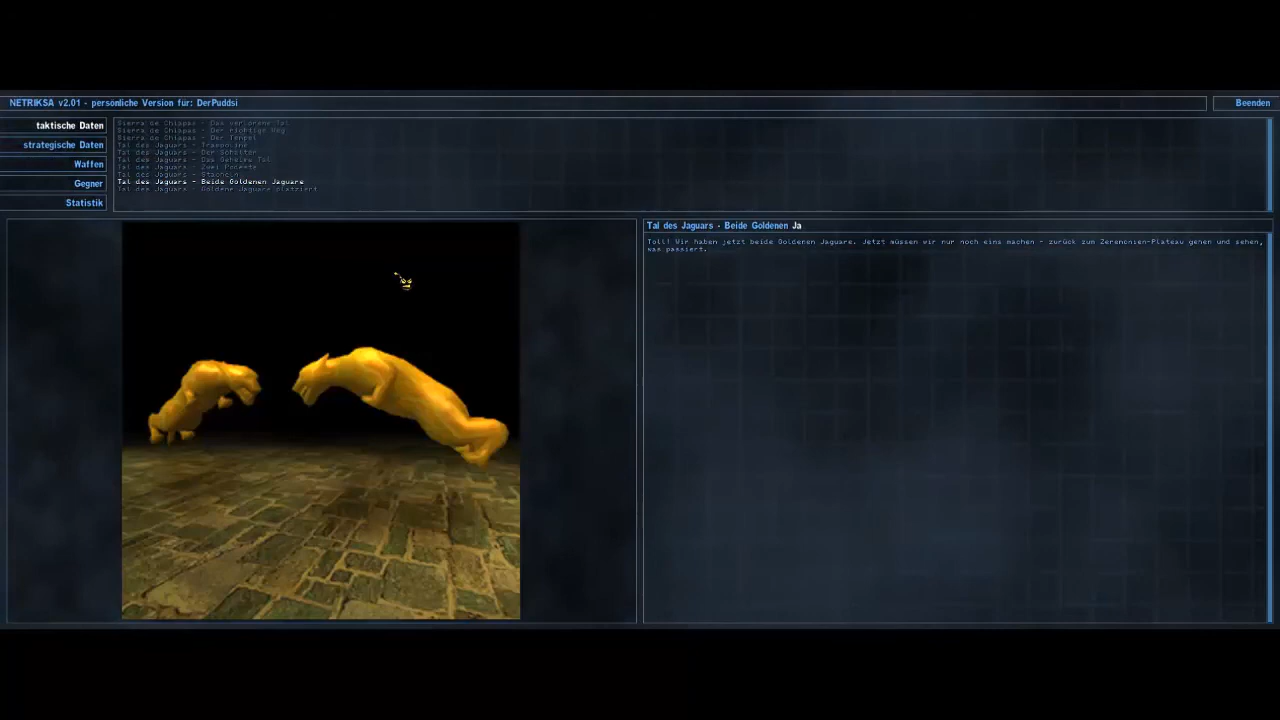 NETRIKSA v2.01 - persönliche Version für: DerPuddsi
Beenden
taktische Daten
strategische Daten
Waffen
Gegner
Statistik
Sierra de Chiapas - Das verlorene Tal
Sierra de Chiapas - Der richtige Weg
Sierra de Chiapas - Der Tempel
Tal des Jaguars - Trampoline
Tal des Jaguars - Der Schalter
Tal des Jaguars - Das Geheime Tal
Tal des Jaguars - Zwei Podeste
Tal des Jaguars - Stacheln
Tal des Jaguars - Beide Goldenen Jaguare
Tal des Jaguars - Goldene Jaguare platziert
Tal des Jaguars - Beide Goldenen Ja
Toll! Wir haben jetzt beide Goldenen Jaguare. Jetzt müssen wir nur noch eins machen - zurück zum Zeremonien-Plateau gehen und sehen,
was passiert.